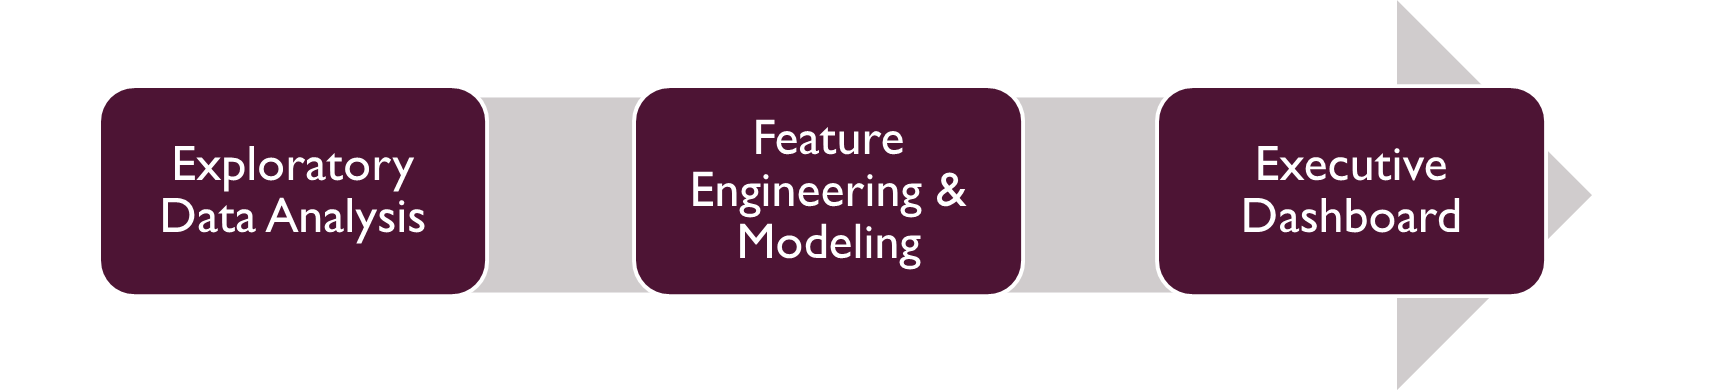 Exploratory
Data Analysis
Feature
Engineering &
Modeling
Executive
Dashboard